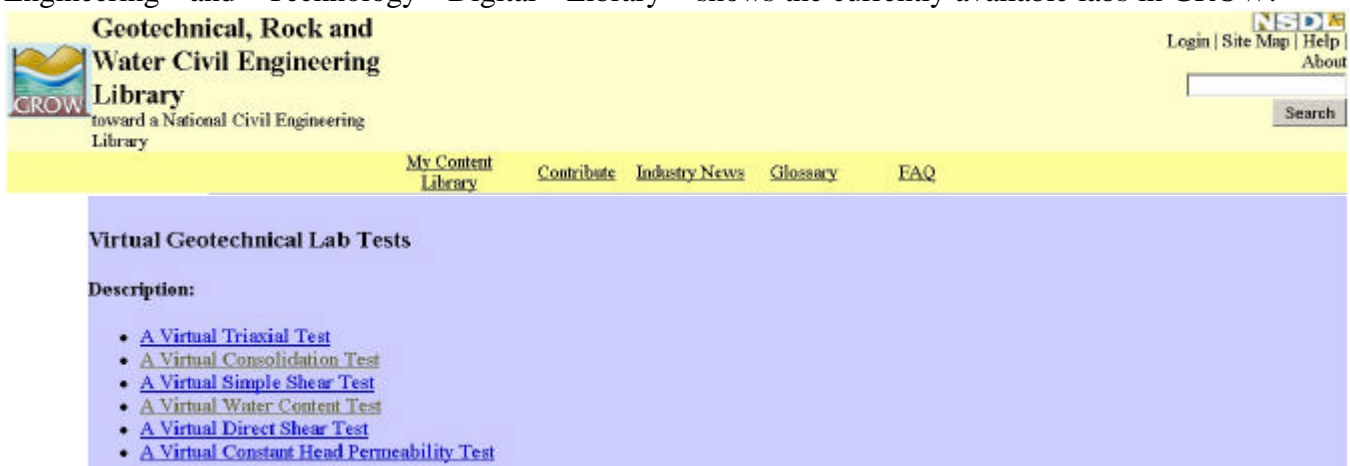 Engineering and Technology Digital Library shows the currently available labs in GROW.
Geotechnical, Rock and
Water Civil Engineering
Library
toward a National Civil Engineering
Library
GROW
NSDL
Login | Site Map | Help |
About
Search
My Content
Library
Contribute
Industry News
Glossary
FAQ
Virtual Geotechnical Lab Tests
Description:
• A Virtual Triaxial Test
• A Virtual Consolidation Test
• A Virtual Simple Shear Test
• A Virtual Water Content Test
• A Virtual Direct Shear Test
• A Virtual Constant Head Permeability Test